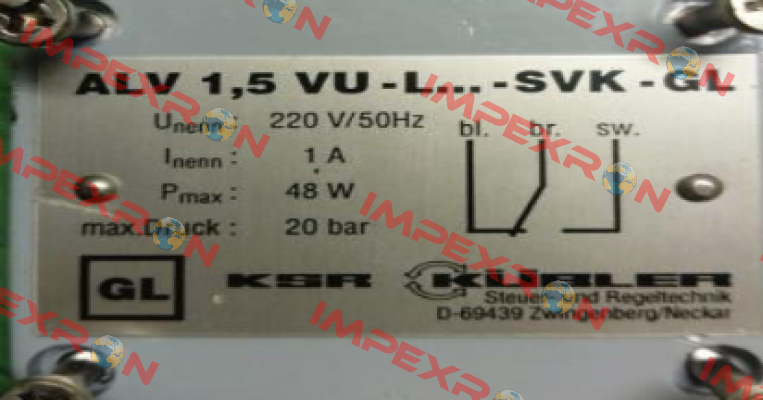 ALV 1,5 VU-L...-SVK-GL
Unenn : 220 V/50Hz
Inenn : 1 A
Pmax : 48 W
max.Druck : 20 bar
bl. br. sw.
GL KSR KÜBLER
Steuer- und Regeltechnik
D-69439 Zwingenberg/Neckar
IMPEXRON